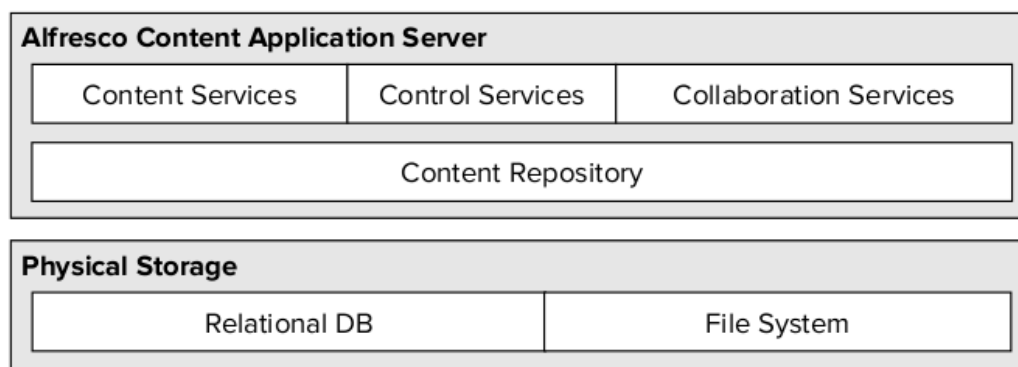 Alfresco Content Application Server
Content Services Control Services Collaboration Services
Content Repository
Physical Storage
Relational DB File System